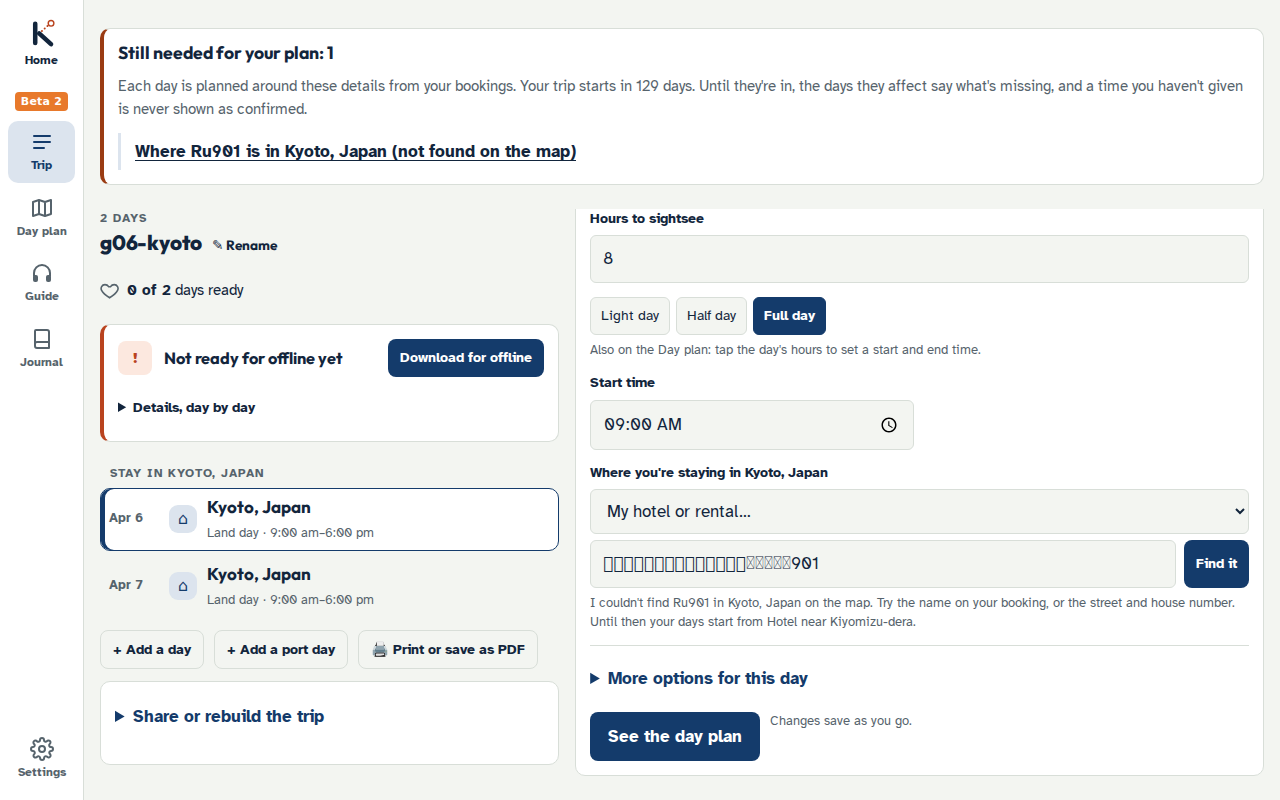 Home
Beta 2
Trip
Day plan
Guide
Journal
Settings
Still needed for your plan: 1
Each day is planned around these details from your bookings. Your trip starts in 129 days. Until they're in, the days they affect say what's missing, and a time you haven't given
is never shown as confirmed.
Where Ru901 is in Kyoto, Japan (not found on the map)
2 DAYS
g06-kyoto ✎ Rename
0 of 2 days ready
! Not ready for offline yet Download for offline
▶ Details, day by day
STAY IN KYOTO, JAPAN
Apr 6 Kyoto, Japan
Land day · 9:00 am–6:00 pm
Apr 7 Kyoto, Japan
Land day · 9:00 am–6:00 pm
+ Add a day + Add a port day 🖨️ Print or save as PDF
▶ Share or rebuild the trip
Hours to sightsee
8
Light day Half day Full day
Also on the Day plan: tap the day's hours to set a start and end time.
Start time
09:00 AM
Where you're staying in Kyoto, Japan
My hotel or rental...
901 Find it
I couldn't find Ru901 in Kyoto, Japan on the map. Try the name on your booking, or the street and house number.
Until then your days start from Hotel near Kiyomizu-dera.
▶ More options for this day
See the day plan Changes save as you go.